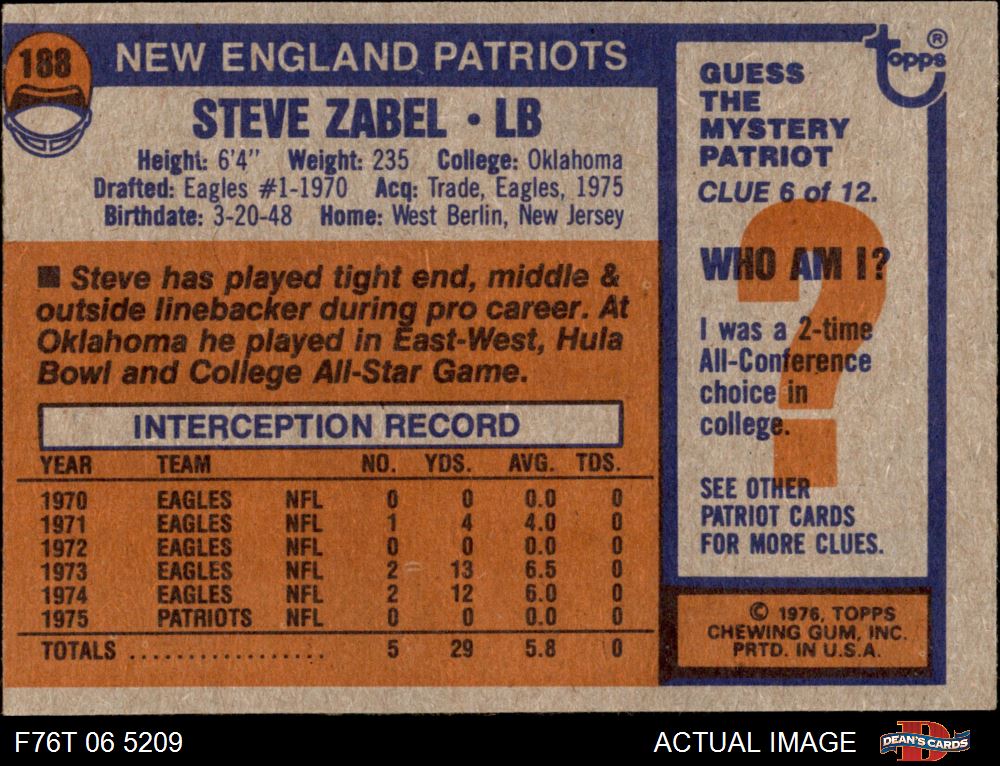 188
NEW ENGLAND PATRIOTS
STEVE ZABEL • LB
Height: 6'4" Weight: 235 College: Oklahoma
Drafted: Eagles #1-1970 Acq: Trade, Eagles, 1975
Birthdate: 3-20-48 Home: West Berlin, New Jersey
■ Steve has played tight end, middle &
outside linebacker during pro career. At
Oklahoma he played in East-West, Hula
Bowl and College All-Star Game.
INTERCEPTION RECORD
YEAR TEAM NO. YDS. AVG. TDS.
1970 EAGLES NFL 0 0 0.0 0
1971 EAGLES NFL 1 4 4.0 0
1972 EAGLES NFL 0 0 0.0 0
1973 EAGLES NFL 2 13 6.5 0
1974 EAGLES NFL 2 12 6.0 0
1975 PATRIOTS NFL 0 0 0.0 0
TOTALS .................. 5 29 5.8 0
Topps ®
GUESS
THE
MYSTERY
PATRIOT
CLUE 6 of 12.
?
WHO AM I?
I was a 2-time
All-Conference
choice in
college.
SEE OTHER
PATRIOT CARDS
FOR MORE CLUES.
© 1976, TOPPS
CHEWING GUM, INC.
PRTD. IN U.S.A.
F76T 06 5209
ACTUAL IMAGE
D
DEAN'S CARDS